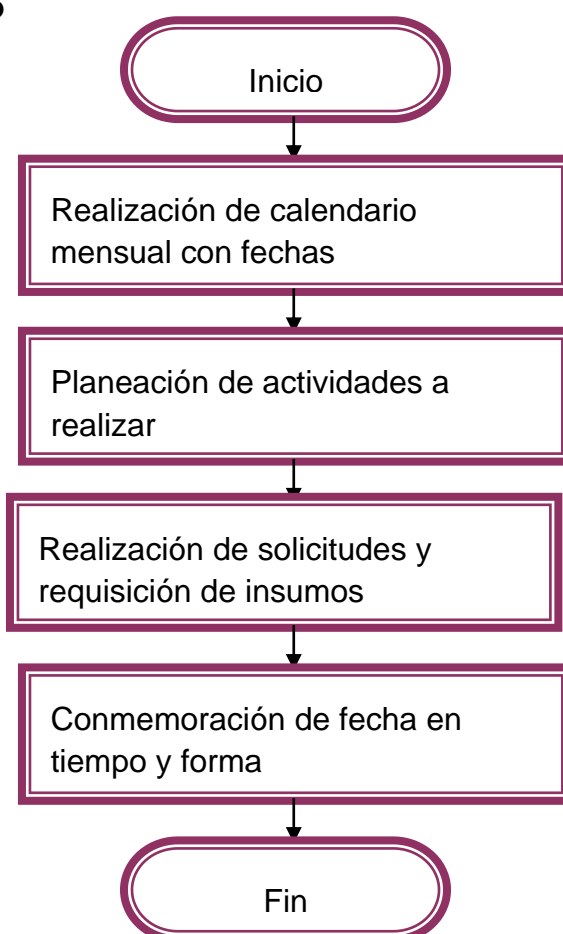 Inicio
Realización de calendario
mensual con fechas
Planeación de actividades a
realizar
Realización de solicitudes y
requisición de insumos
Conmemoración de fecha en
tiempo y forma
Fin